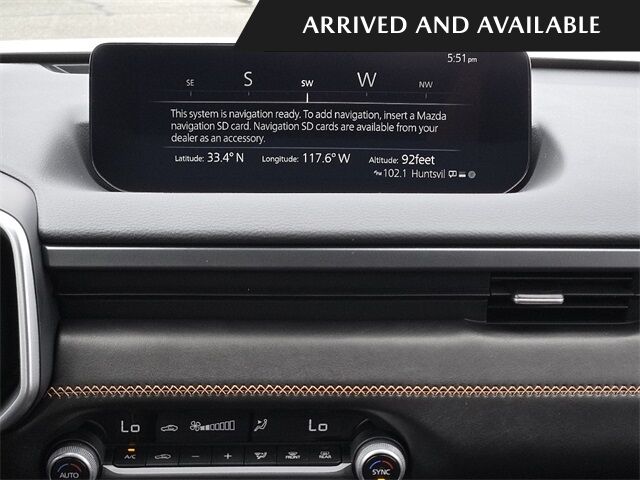 ARRIVED AND AVAILABLE
5:51pm
SE S SW W NW
This system is navigation ready. To add navigation, insert a Mazda
navigation SD card. Navigation SD cards are available from your
dealer as an accessory.
Latitude: 33.4° N Longitude: 117.6° W Altitude: 92feet
102.1 Huntsvil
Lo Lo
A/C − + FRONT REAR
AUTO SYNC